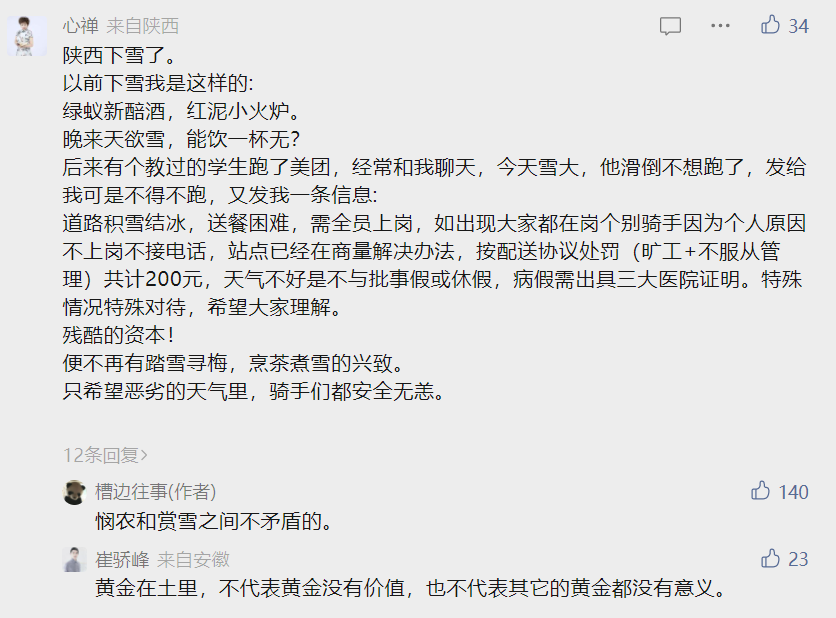 心禅 来自陕西
34
陕西下雪了。
以前下雪我是这样的:
绿蚁新醅酒，红泥小火炉。
晚来天欲雪，能饮一杯无？
后来有个教过的学生跑了美团，经常和我聊天，今天雪大，他滑倒不想跑了，发给
我可是不得不跑，又发我一条信息:
道路积雪结冰，送餐困难，需全员上岗，如出现大家都在岗个别骑手因为个人原因
不上岗不接电话，站点已经在商量解决办法，按配送协议处罚（旷工+不服从管
理）共计200元，天气不好是不与批事假或休假，病假需出具三大医院证明。特殊
情况特殊对待，希望大家理解。
残酷的资本！
便不再有踏雪寻梅，烹茶煮雪的兴致。
只希望恶劣的天气里，骑手们都安全无恙。
12条回复>
槽边往事(作者)
140
悯农和赏雪之间不矛盾的。
崔骄峰 来自安徽
23
黄金在土里，不代表黄金没有价值，也不代表其它的黄金都没有意义。